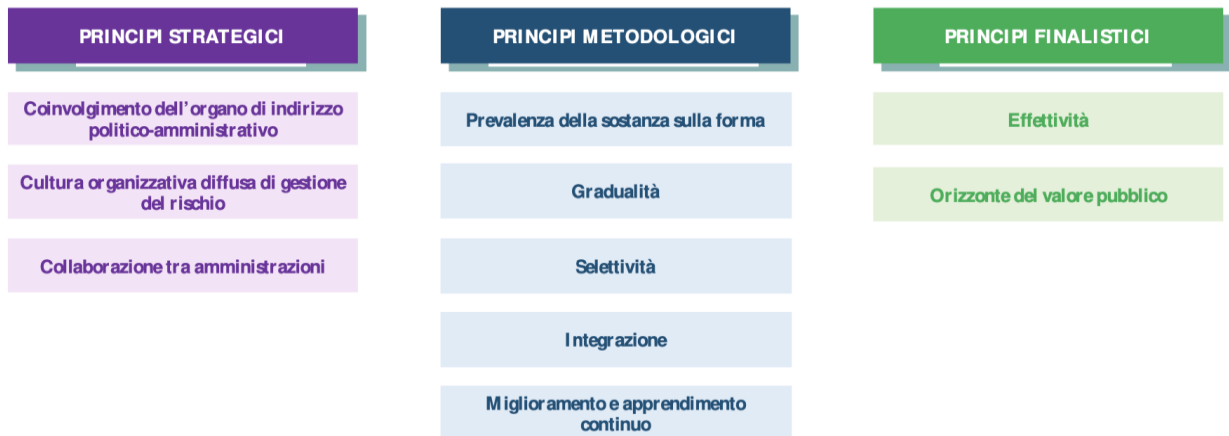 PRINCIPI STRATEGICI
Coinvolgimento dell'organo di indirizzo
politico-amministrativo
Cultura organizzativa diffusa di gestione
del rischio
Collaborazione tra amministrazioni
PRINCIPI METODOLOGICI
Prevalenza della sostanza sulla forma
Gradualità
Selettività
Integrazione
Miglioramento e apprendimento
continuo
PRINCIPI FINALISTICI
Effettività
Orizzonte del valore pubblico